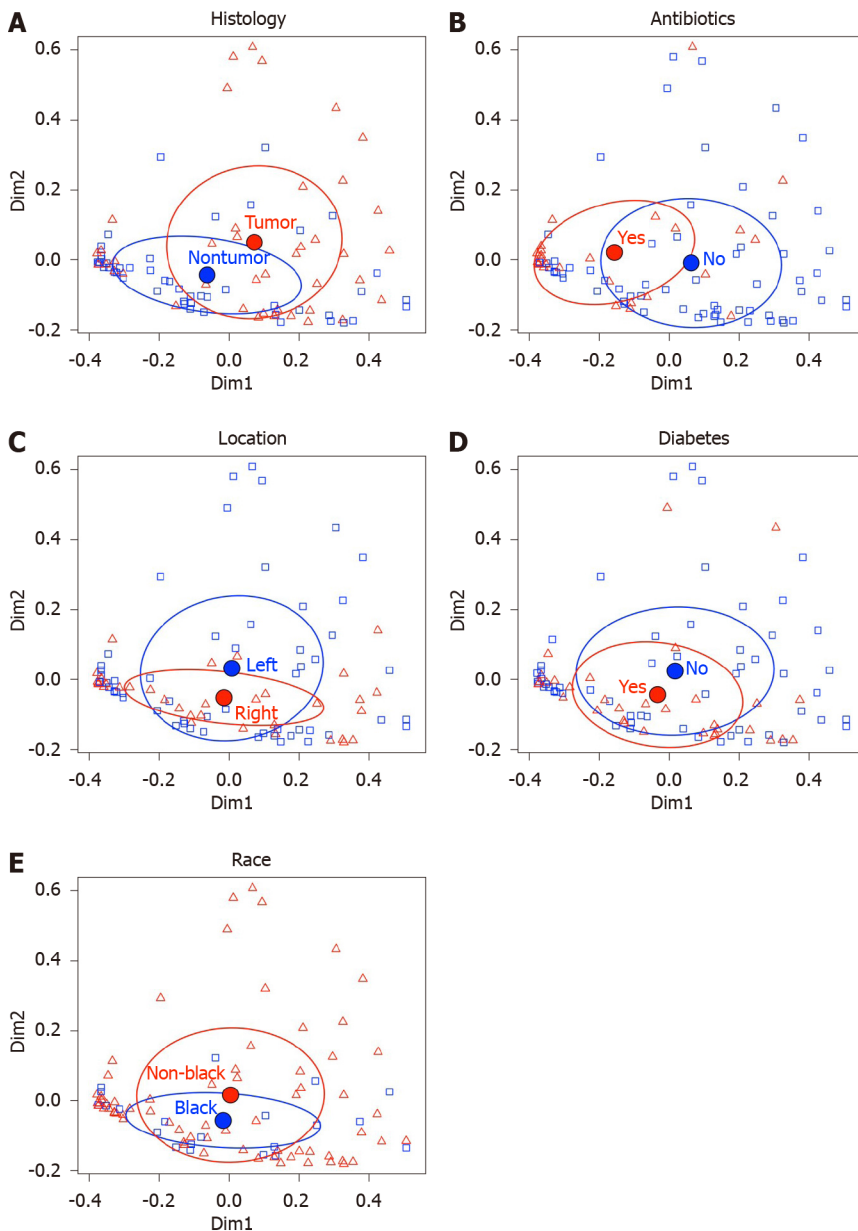 A
Histology
0.6
0.4
0.2
0.0
-0.2
Dim2
Tumor
Nontumor
-0.4 -0.2 0.0 0.2 0.4
Dim1
B
Antibiotics
0.6
0.4
0.2
0.0
-0.2
Dim2
Yes
No
-0.4 -0.2 0.0 0.2 0.4
Dim1
C
Location
0.6
0.4
0.2
0.0
-0.2
Dim2
Left
Right
-0.4 -0.2 0.0 0.2 0.4
Dim1
D
Diabetes
0.6
0.4
0.2
0.0
-0.2
Dim2
No
Yes
-0.4 -0.2 0.0 0.2 0.4
Dim1
E
Race
0.6
0.4
0.2
0.0
-0.2
Dim2
Non-black
Black
-0.4 -0.2 0.0 0.2 0.4
Dim1